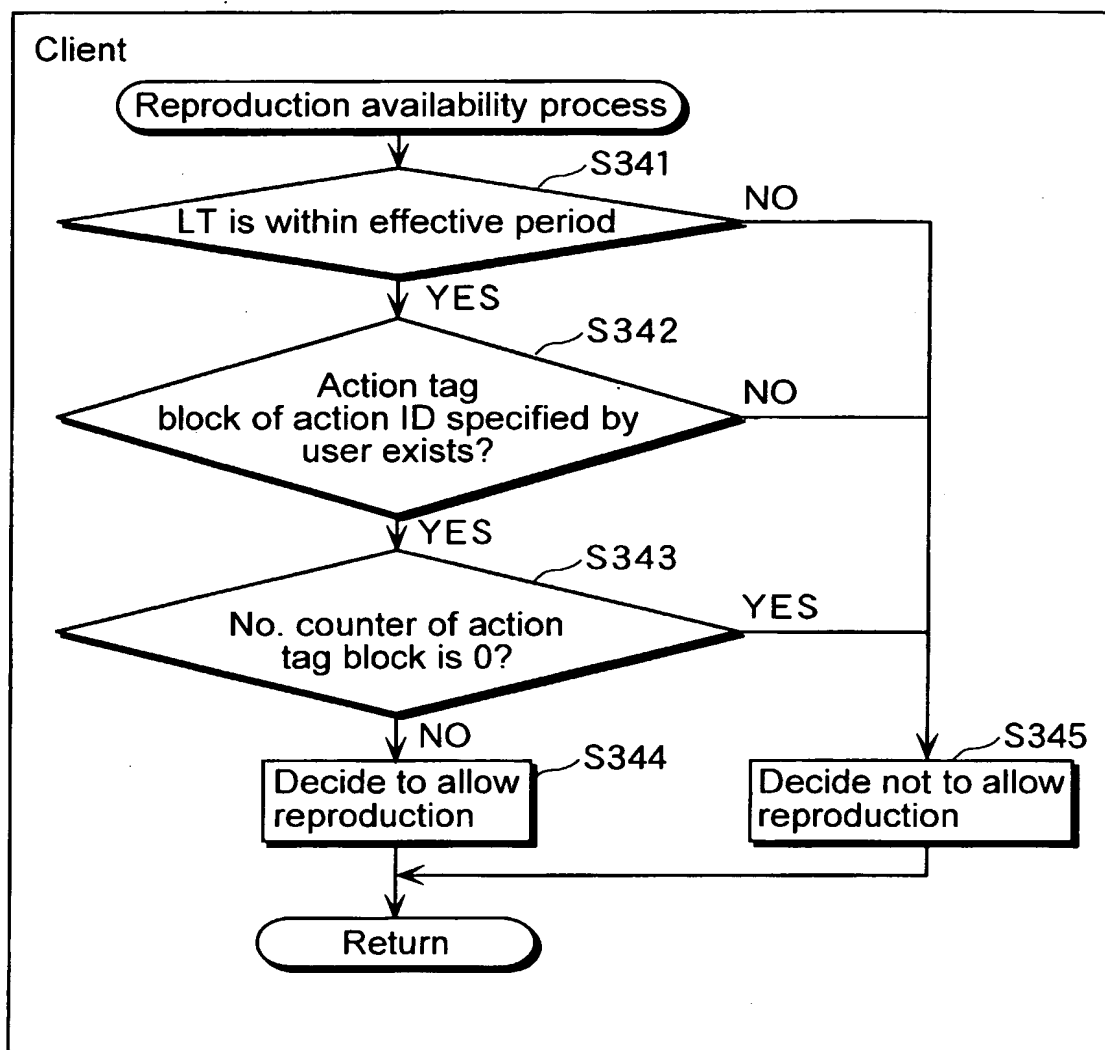 Client
Reproduction availability process
S341
LT is within effective period
NO
YES
S342
Action tag
block of action ID specified by
user exists?
NO
YES
S343
No. counter of action
tag block is 0?
YES
NO
S344
Decide to allow
reproduction
S345
Decide not to allow
reproduction
Return